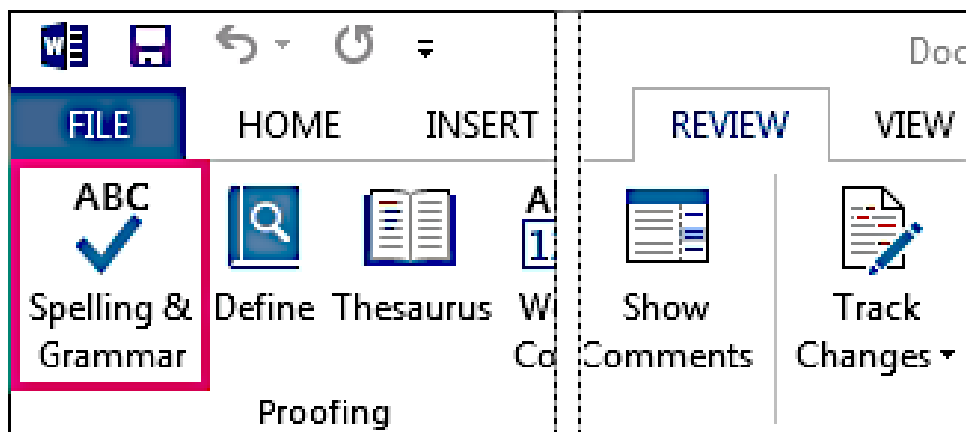 Doc
FILE HOME INSERT REVIEW VIEW
ABC
Spelling & Grammar
Define
Thesaurus
Show Comments
Track Changes
Proofing